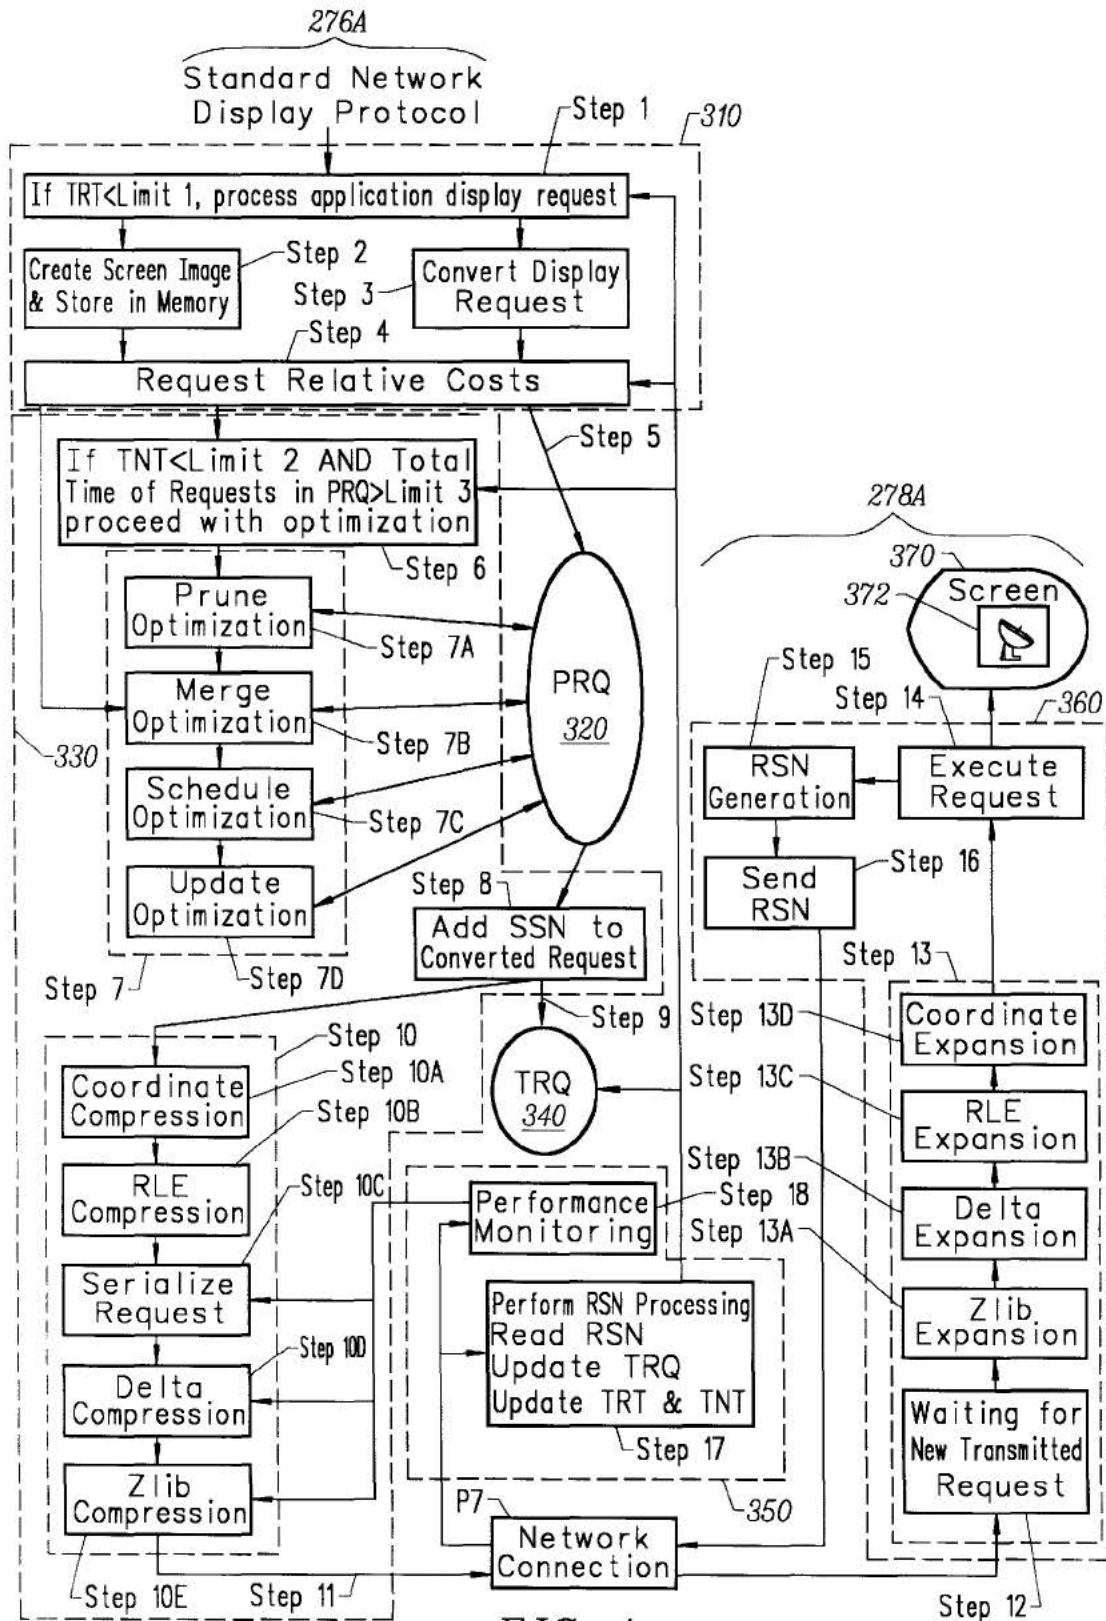 276A
Standard Network
Display Protocol
Step 1
310
If TRT<Limit 1, process application display request
Create Screen Image
& Store in Memory
Step 2
Step 3
Convert Display
Request
Step 4
Request Relative Costs
Step 5
If TNT<Limit 2 AND Total
Time of Requests in PRQ>Limit 3
proceed with optimization
Step 6
278A
370
Screen
372
Prune
Optimization
Step 7A
Merge
Optimization
Step 7B
Schedule
Optimization
Step 7C
Update
Optimization
Step 7
Step 7D
330
PRQ
320
Step 15
Step 14
360
RSN
Generation
Execute
Request
Send
RSN
Step 16
Step 8
Add SSN to
Converted Request
Step 9
TRQ
340
Step 10
Coordinate
Compression
Step 10A
Step 10B
RLE
Compression
Step 10C
Serialize
Request
Step 10D
Delta
Compression
Zlib
Compression
Step 10E
Step 11
Performance
Monitoring
Step 18
Perform RSN Processing
Read RSN
Update TRQ
Update TRT & TNT
Step 17
350
P7
Network
Connection
Step 13
Step 13D
Coordinate
Expansion
Step 13C
RLE
Expansion
Step 13B
Delta
Expansion
Step 13A
Zlib
Expansion
Waiting for
New Transmitted
Request
Step 12